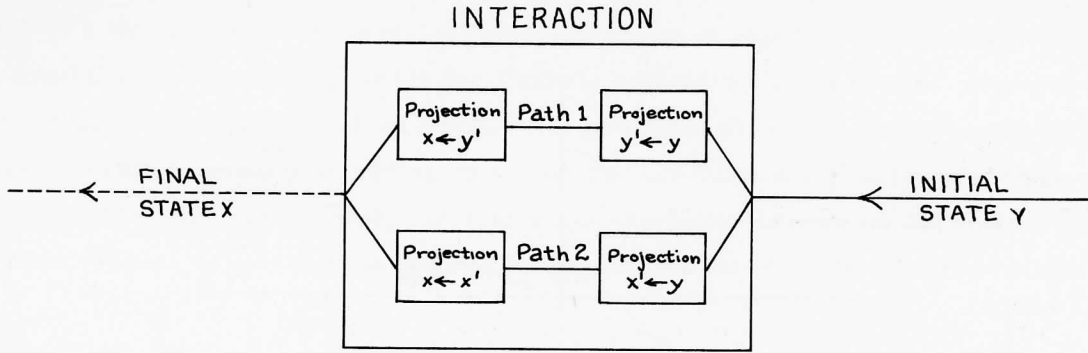 INTERACTION
Projection Path 1 Projection
x←y' y'←y
FINAL INITIAL
STATE X STATE Y
Projection Path 2 Projection
x←x' x'←y